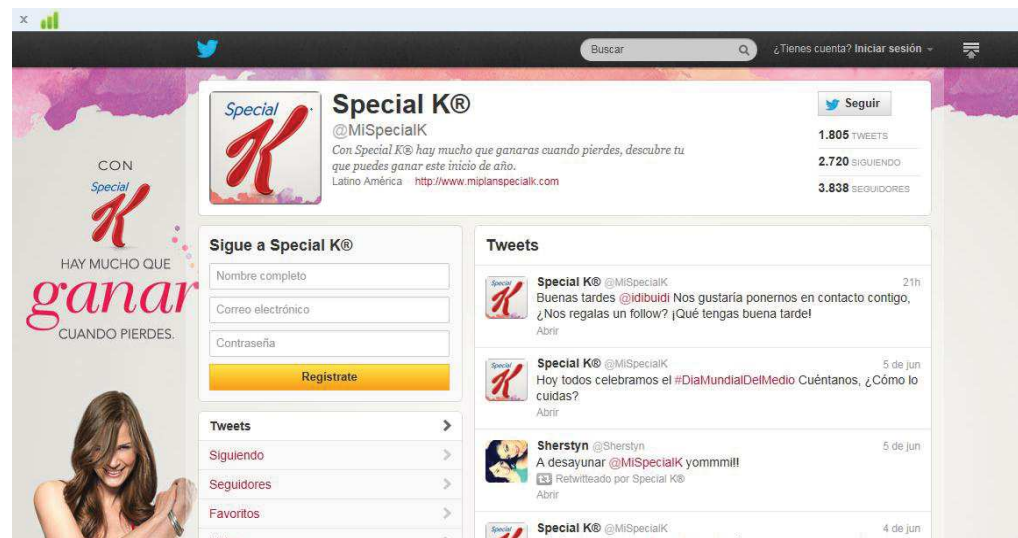 x
Buscar
¿Tienes cuenta? Iniciar sesión
Special K
Special K®
@MiSpecialK
Con Special K® hay mucho que ganaras cuando pierdes, descubre tu
que puedes ganar este inicio de año.
Latino América http://www.miplanspecialk.com
Seguir
1.805 TWEETS
2.720 SIGUIENDO
3.838 SEGUIDORES
CON
Special K
HAY MUCHO QUE
ganar
CUANDO PIERDES.
Sigue a Special K®
Nombre completo
Correo electrónico
Contraseña
Regístrate
Tweets
Siguiendo
Seguidores
Favoritos
Tweets
Special K
Special K® @MiSpecialK 21h
Buenas tardes @idibuidi Nos gustaría ponernos en contacto contigo,
¿Nos regalas un follow? ¡Qué tengas buena tarde!
Abrir
Special K
Special K® @MiSpecialK 5 de jun
Hoy todos celebramos el #DiaMundialDelMedio Cuéntanos, ¿Cómo lo
cuidas?
Abrir
Sherstyn @Sherstyn 5 de jun
A desayunar @MiSpecialK yommmi!!
Retwitteado por Special K®
Abrir
Special
Special K® @MiSpecialK 4 de jun